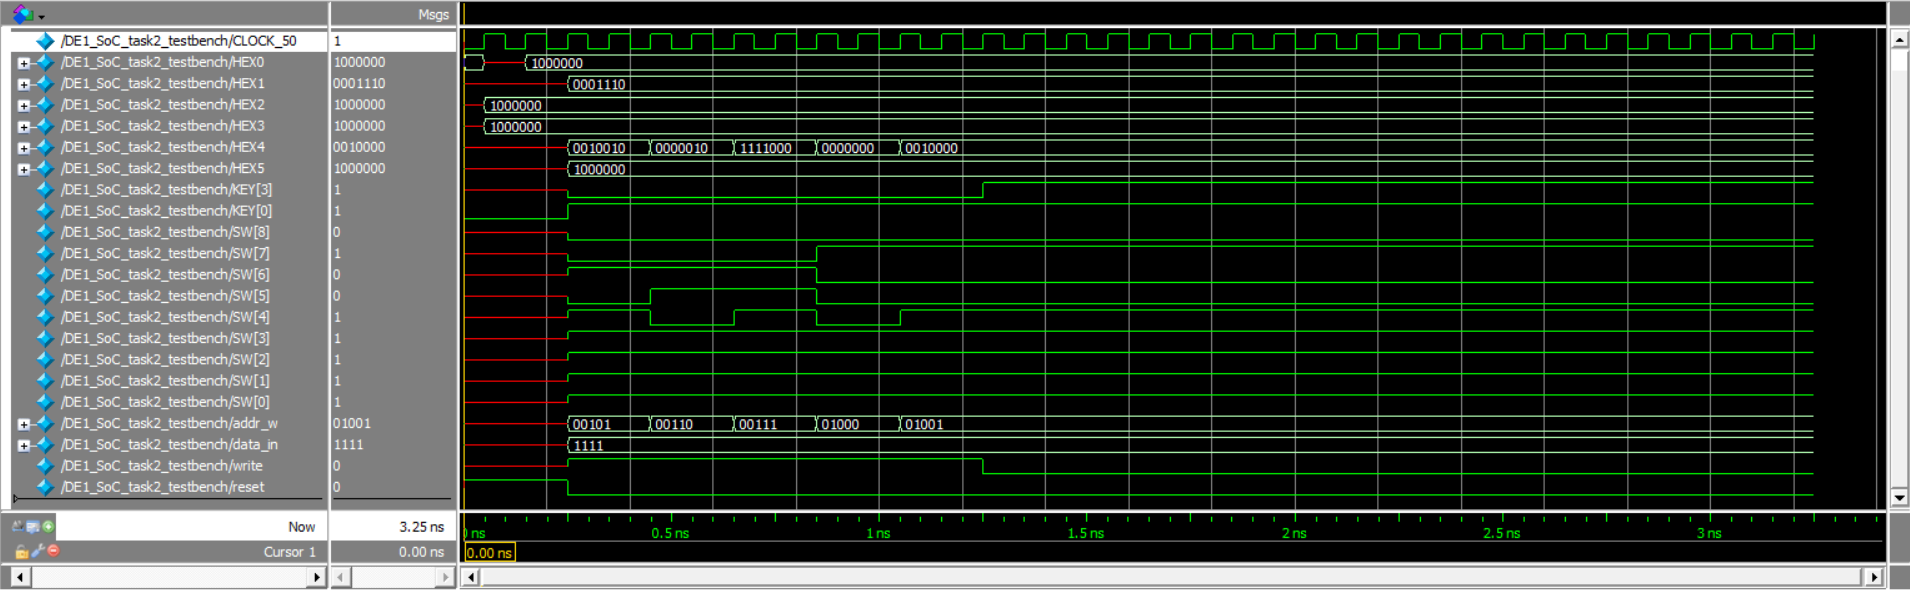 Msgs
/DE1_SoC_task2_testbench/CLOCK_50 1
/DE1_SoC_task2_testbench/HEX0 1000000 1000000
/DE1_SoC_task2_testbench/HEX1 0001110 0001110
/DE1_SoC_task2_testbench/HEX2 1000000 1000000
/DE1_SoC_task2_testbench/HEX3 1000000 1000000
/DE1_SoC_task2_testbench/HEX4 0010000 0010010 0000010 1111000 0000000 0010000
/DE1_SoC_task2_testbench/HEX5 1000000 1000000
/DE1_SoC_task2_testbench/KEY[3] 1
/DE1_SoC_task2_testbench/KEY[0] 1
/DE1_SoC_task2_testbench/SW[8] 0
/DE1_SoC_task2_testbench/SW[7] 1
/DE1_SoC_task2_testbench/SW[6] 0
/DE1_SoC_task2_testbench/SW[5] 0
/DE1_SoC_task2_testbench/SW[4] 1
/DE1_SoC_task2_testbench/SW[3] 1
/DE1_SoC_task2_testbench/SW[2] 1
/DE1_SoC_task2_testbench/SW[1] 1
/DE1_SoC_task2_testbench/SW[0] 1
/DE1_SoC_task2_testbench/addr_w 01001 00101 00110 00111 01000 01001
/DE1_SoC_task2_testbench/data_in 1111 1111
/DE1_SoC_task2_testbench/write 0
/DE1_SoC_task2_testbench/reset 0
Now 3.25 ns ns 0.5 ns 1 ns 1.5 ns 2 ns 2.5 ns 3 ns
Cursor 1 0.00 ns 0.00 ns